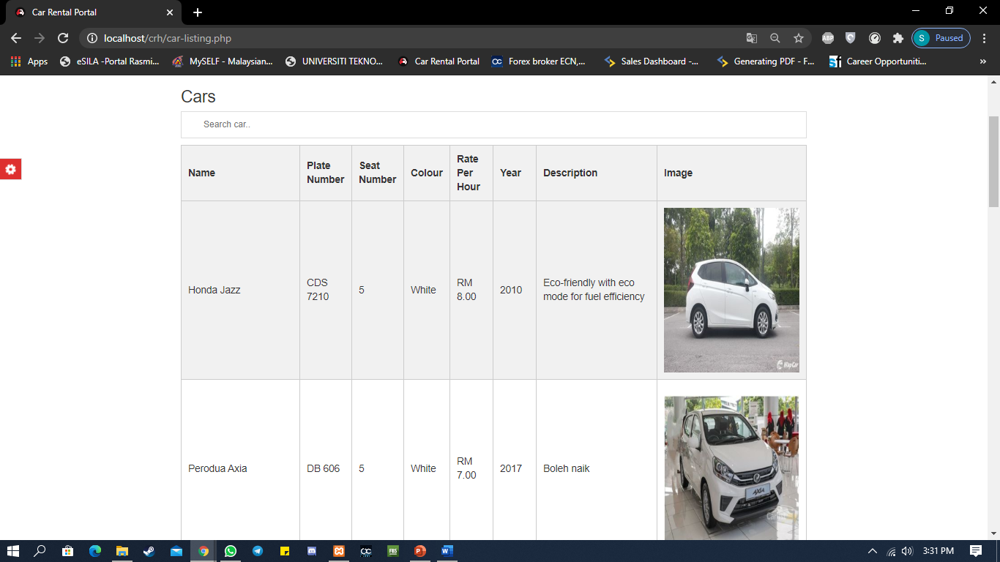 Car Rental Portal
localhost/crh/car-listing.php
ABP
S
Paused
Apps
eSILA -Portal Rasmi...
MySELF - Malaysian...
UNIVERSITI TEKNO...
Car Rental Portal
Forex broker ECN,...
Sales Dashboard -...
Generating PDF - F...
Career Opportuniti...
Cars
Search car..
Name
Plate
Number
Seat
Number
Colour
Rate
Per
Hour
Year
Description
Image
Honda Jazz
CDS
7210
5
White
RM
8.00
2010
Eco-friendly with eco
mode for fuel efficiency
WapCar
Perodua Axia
DB 606
5
White
RM
7.00
2017
Boleh naik
AXIA
FBS
3:31 PM